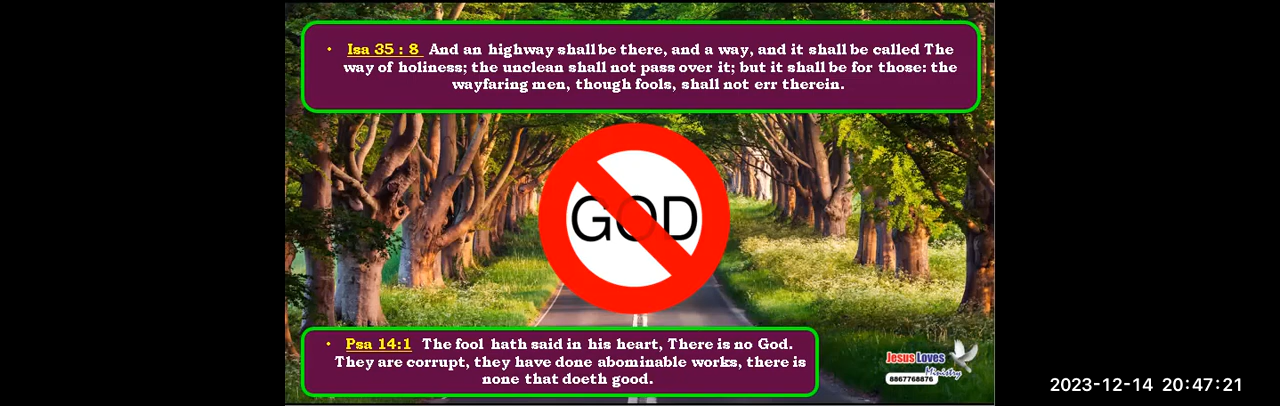 • Isa 35 : 8 And an highway shall be there, and a way, and it shall be called The
way of holiness; the unclean shall not pass over it; but it shall be for those: the
wayfaring men, though fools, shall not err therein.
GOD
• Psa 14:1 The fool hath said in his heart, There is no God.
They are corrupt, they have done abominable works, there is
none that doeth good.
Jesus Loves
Ministry
8867768876
2023-12-14 20:47:21